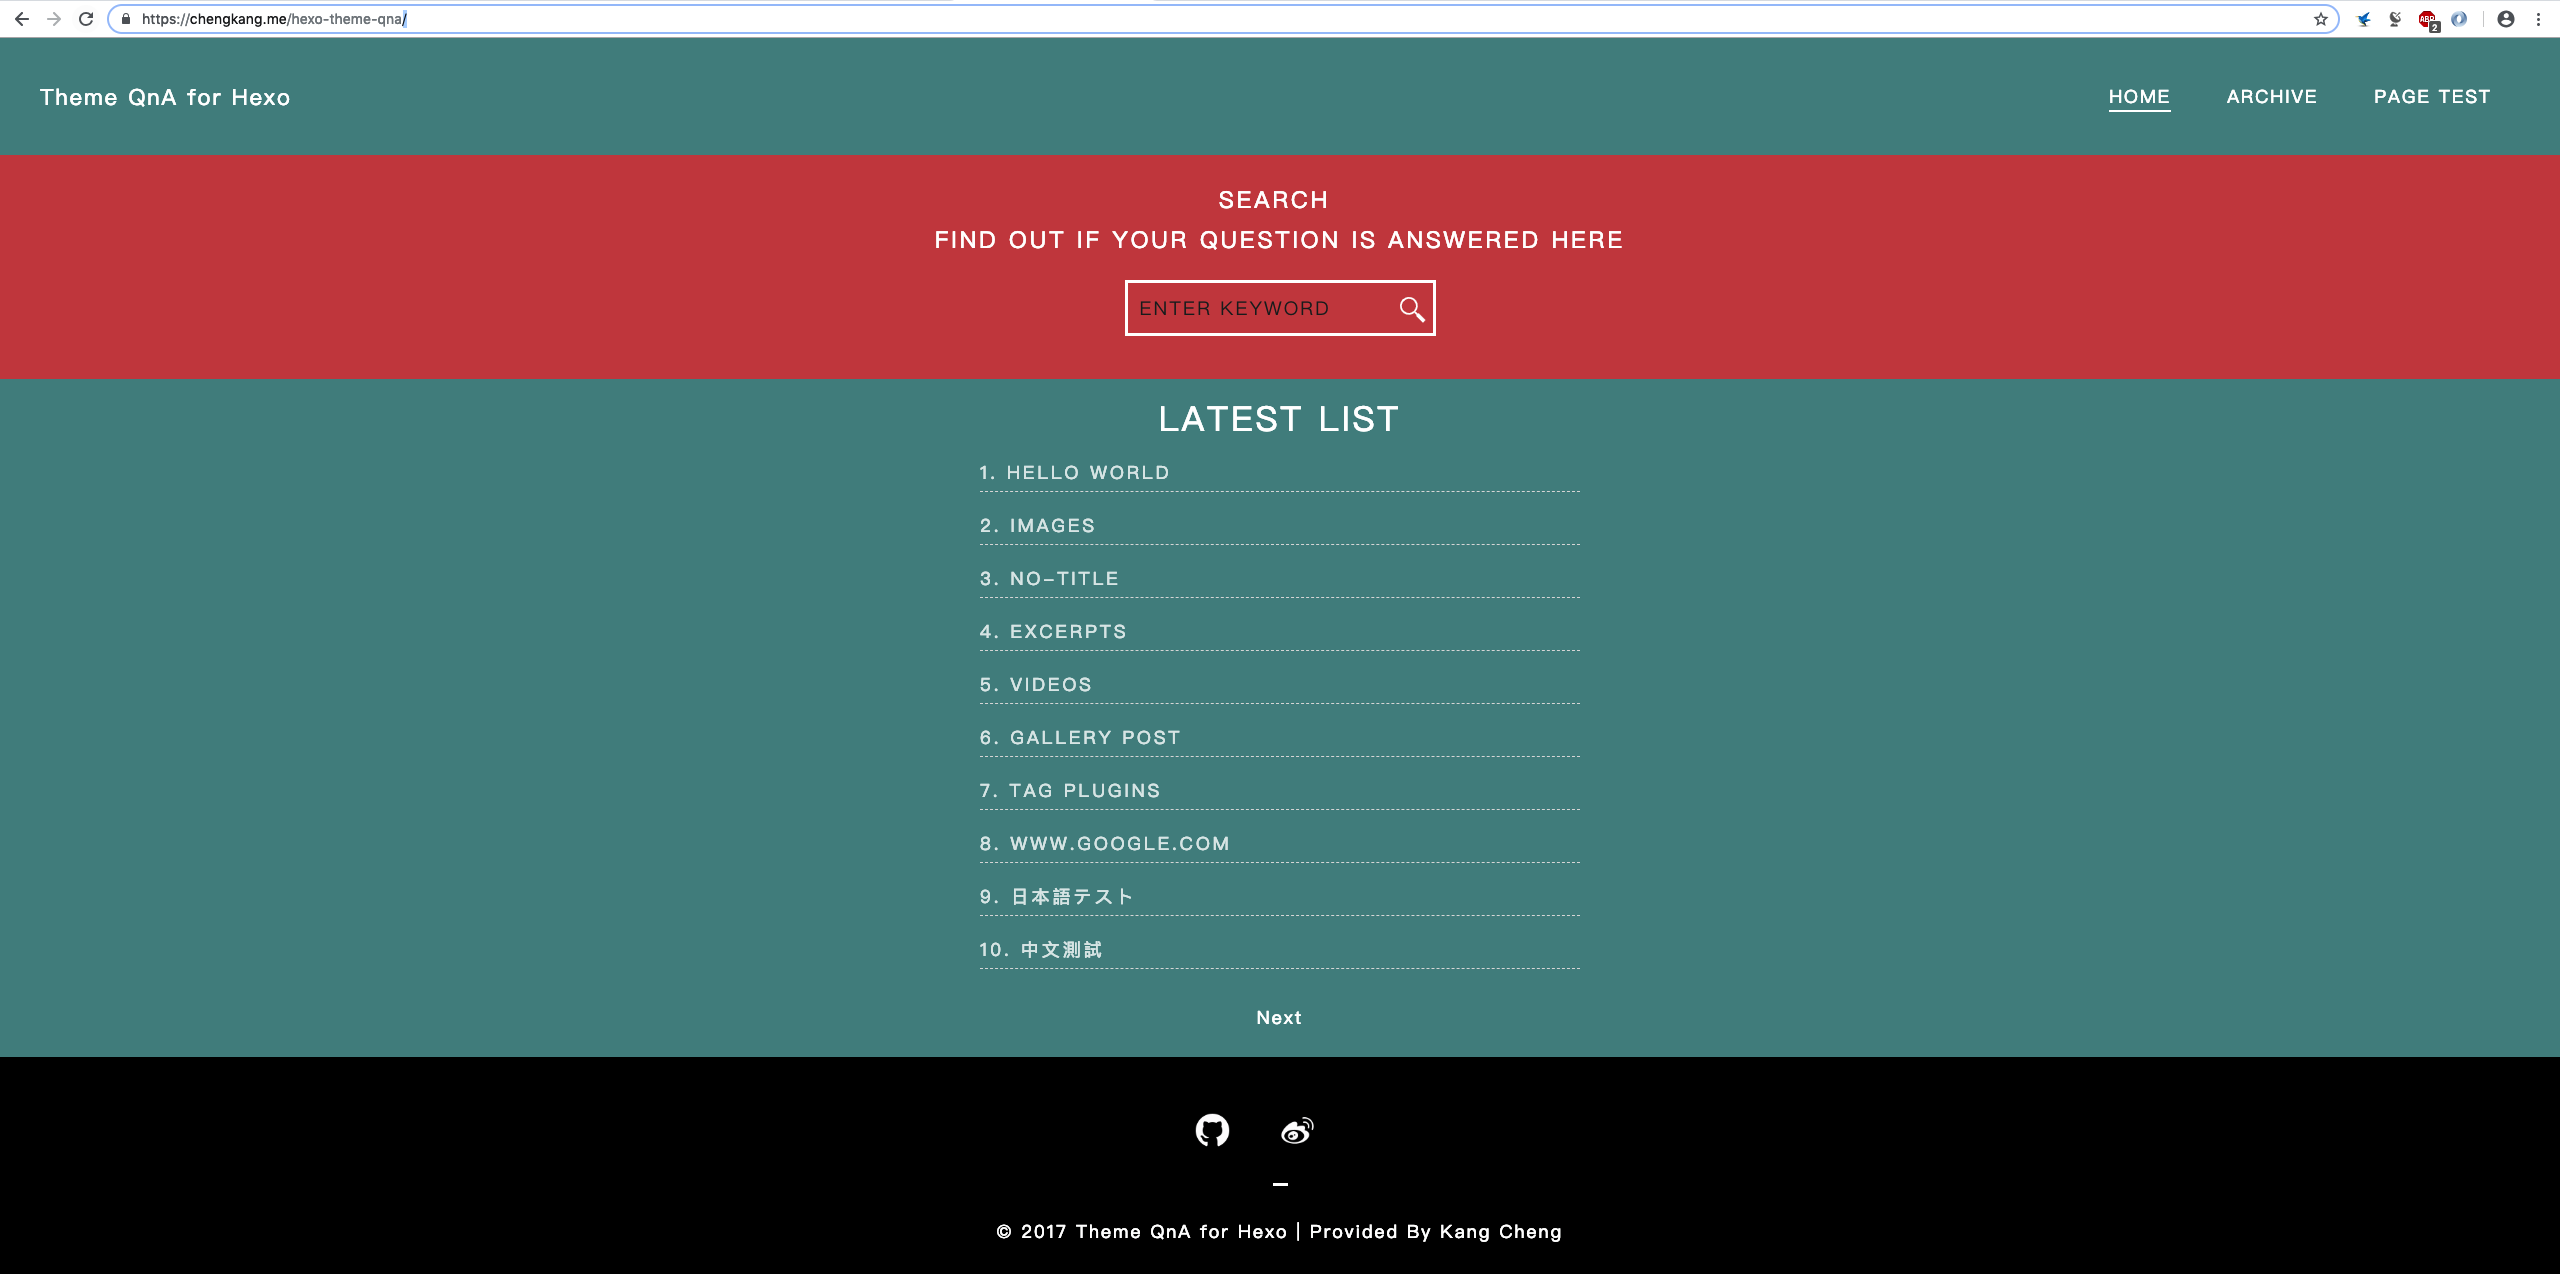 https://chengkang.me/hexo-theme-qna/
ABP
2
Theme QnA for Hexo
HOME
ARCHIVE
PAGE TEST
SEARCH
FIND OUT IF YOUR QUESTION IS ANSWERED HERE
ENTER KEYWORD
LATEST LIST
1. HELLO WORLD
2. IMAGES
3. NO-TITLE
4. EXCERPTS
5. VIDEOS
6. GALLERY POST
7. TAG PLUGINS
8. WWW.GOOGLE.COM
9. 日本語テスト
10. 中文測試
Next
© 2017 Theme QnA for Hexo | Provided By Kang Cheng